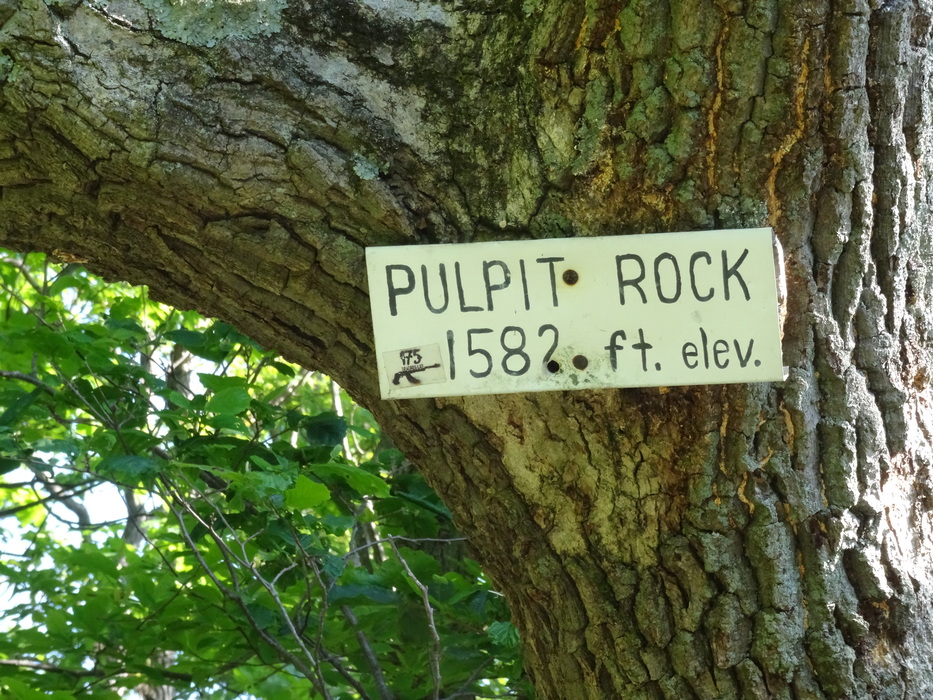 PULPIT ROCK
1582 ft. elev.